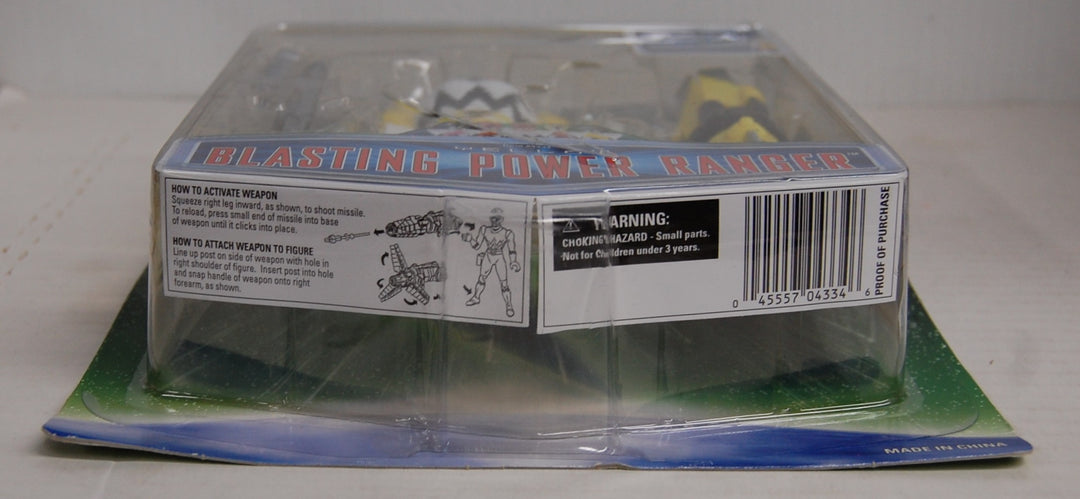 YELLOW
BLASTING POWER RANGER™
HOW TO ACTIVATE WEAPON
Squeeze right leg inward, as shown, to shoot missile.
To reload, press small end of missile into base
of weapon until it clicks into place.
HOW TO ATTACH WEAPON TO FIGURE
Line up post on side of weapon with hole in
right shoulder of figure. Insert post into hole
and snap handle of weapon onto right
forearm, as shown.
WARNING:
CHOKING HAZARD - Small parts.
Not for Children under 3 years.
0 45557 04334 6
PROOF OF PURCHASE
MADE IN CHINA